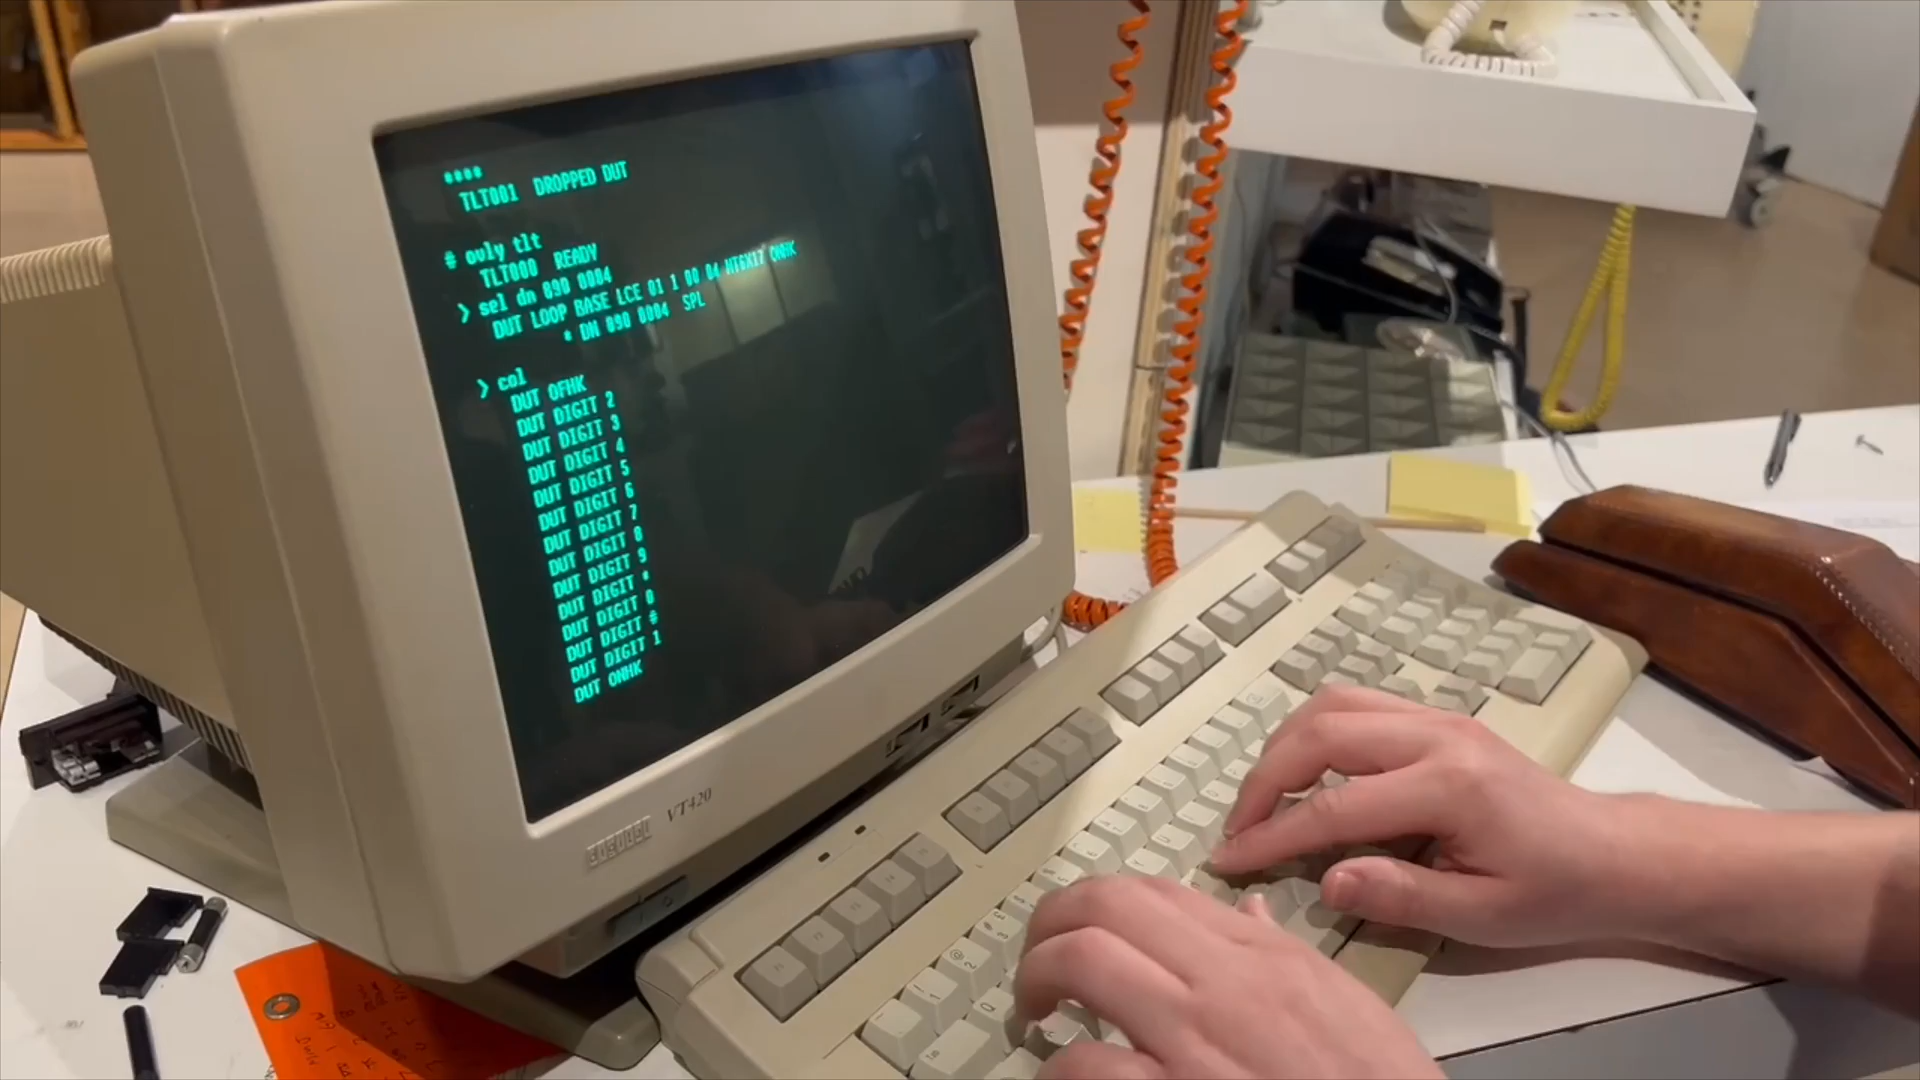 ****
TLT001 DROPPED DUT
# ovly tlt
TLT000 READY
> sel dn 090 0004
DUT LOOP BASE LCE 01 1 00 04 NT6X17 ONHK
* DN 090 0004 SPL
> col
DUT OFHK
DUT DIGIT 2
DUT DIGIT 3
DUT DIGIT 4
DUT DIGIT 5
DUT DIGIT 6
DUT DIGIT 7
DUT DIGIT 8
DUT DIGIT 9
DUT DIGIT *
DUT DIGIT 0
DUT DIGIT #
DUT DIGIT 1
DUT ONHK
digital VT420